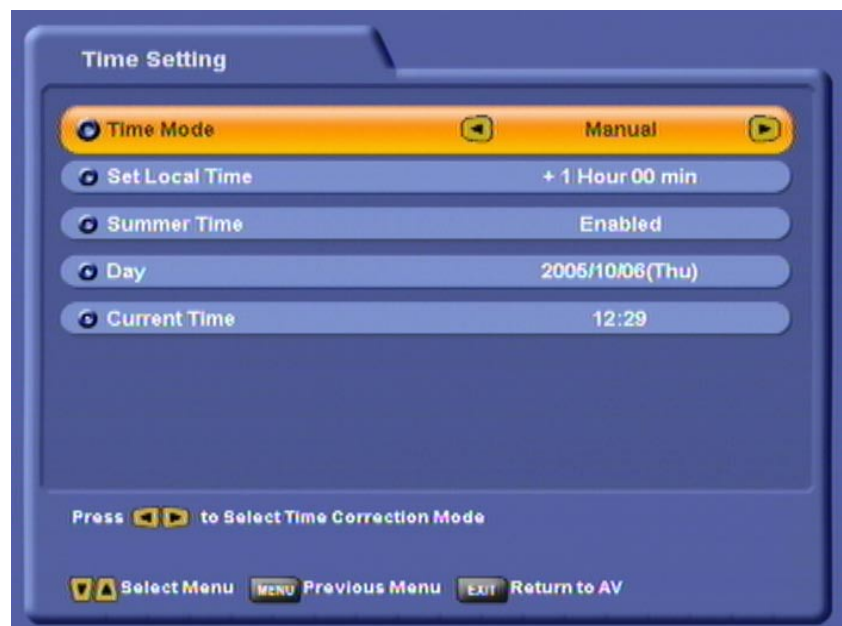 Time Setting
Time Mode Manual
Set Local Time + 1 Hour 00 min
Summer Time Enabled
Day 2005/10/06(Thu)
Current Time 12:29
Press to Select Time Correction Mode
Select Menu MENU Previous Menu EXIT Return to AV